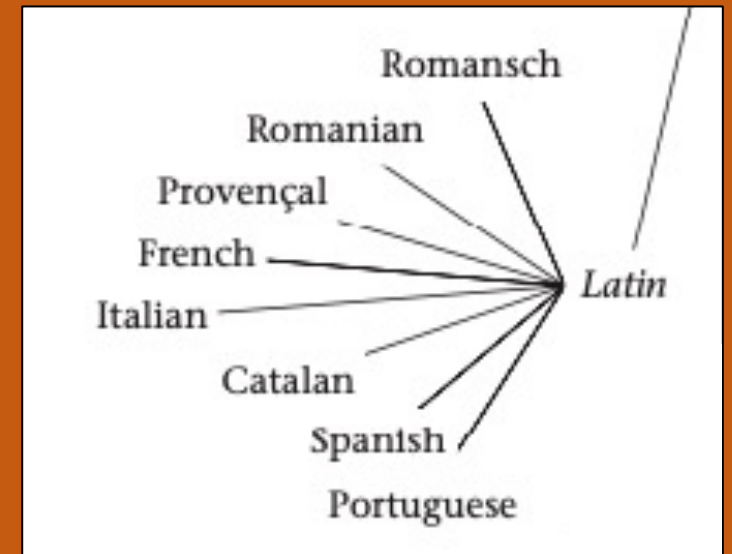 Romansch
Romanian
Provençal
French
Latin
Italian
Catalan
Spanish
Portuguese